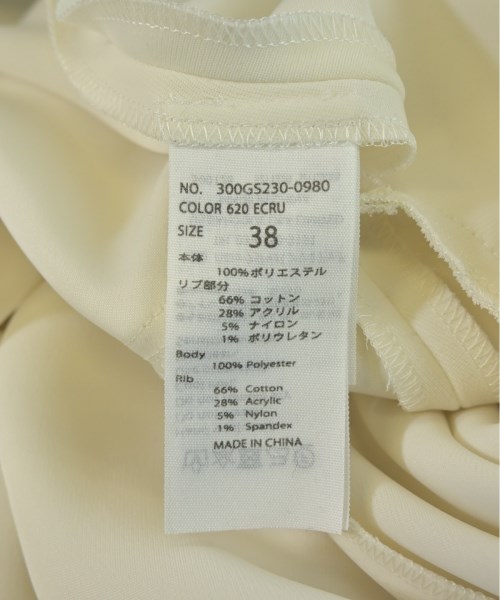 NO. 300GS230-0980
COLOR 620 ECRU
SIZE 38
本体
100% ポリエステル
リブ部分
66% コットン
28% アクリル
5% ナイロン
1% ポリウレタン
Body
100% Polyester
Rib
66% Cotton
28% Acrylic
5% Nylon
1% Spandex
MADE IN CHINA